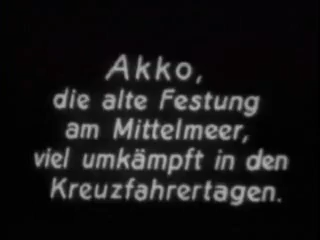 Akko,
die alte Festung
am Mittelmeer,
viel umkämpft in den
Kreuzfahrertagen.